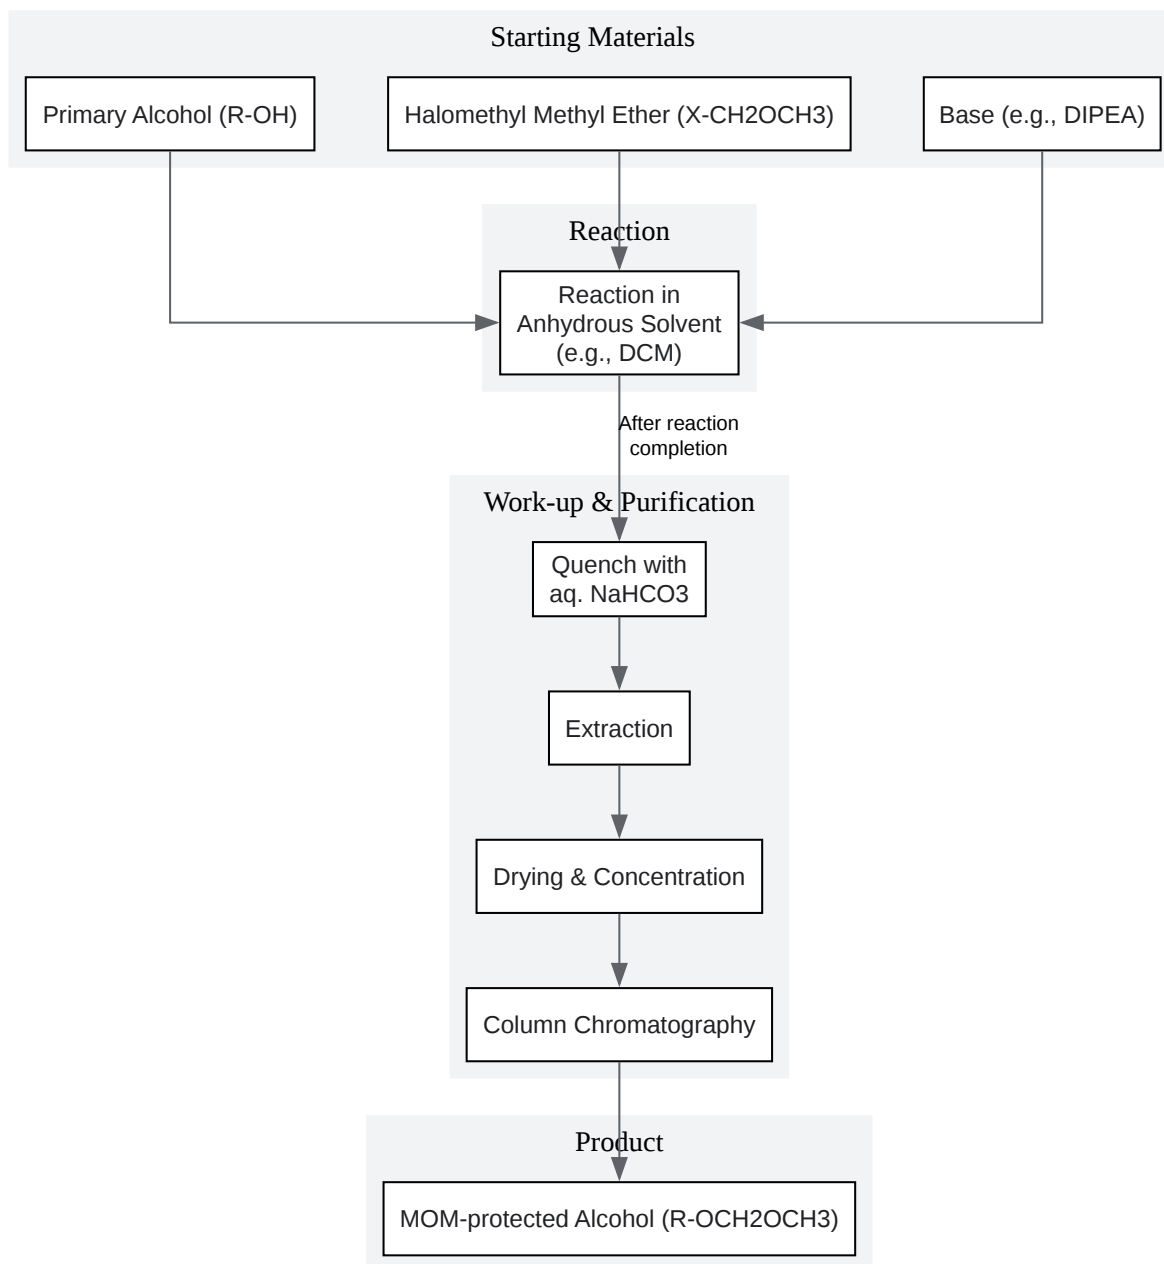 Starting Materials
Primary Alcohol (R-OH)
Halomethyl Methyl Ether (X-CH2OCH3)
Base (e.g., DIPEA)
Reaction
Reaction in
Anhydrous Solvent
(e.g., DCM)
After reaction
completion
Work-up & Purification
Quench with
aq. NaHCO3
Extraction
Drying & Concentration
Column Chromatography
Product
MOM-protected Alcohol (R-OCH2OCH3)